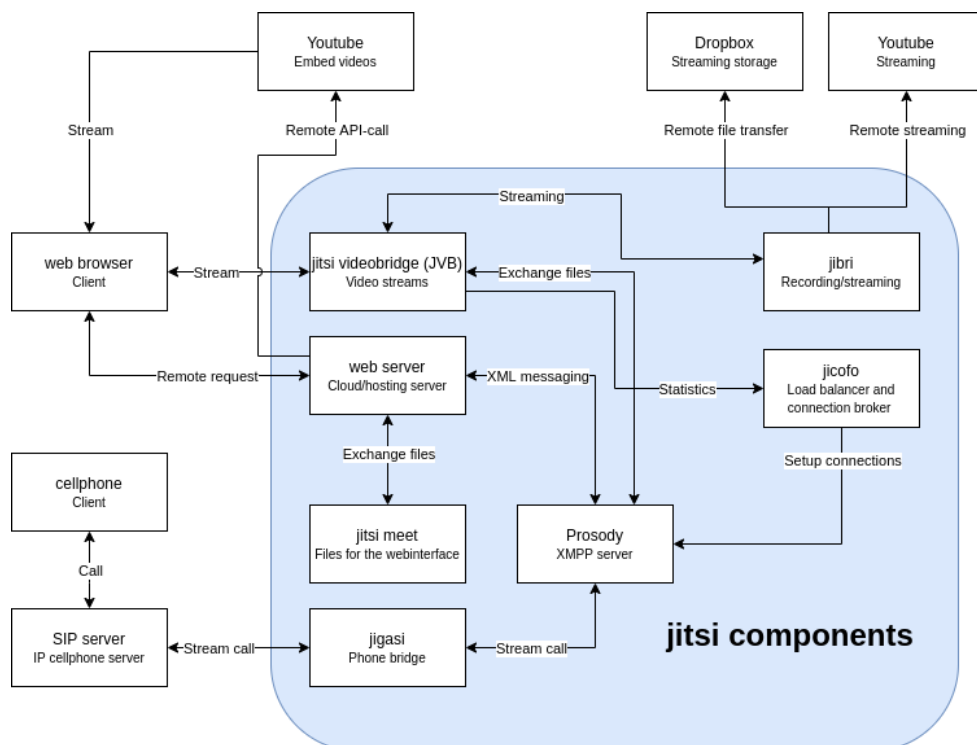 Youtube
Embed videos
Dropbox
Streaming storage
Youtube
Streaming
Stream
Remote API-call
Remote file transfer
Remote streaming
Streaming
web browser
Client
Stream
jitsi videobridge (JVB)
Video streams
Exchange files
jibri
Recording/streaming
Remote request
web server
Cloud/hosting server
XML messaging
Statistics
jicofo
Load balancer and
connection broker
Exchange files
Setup connections
cellphone
Client
jitsi meet
Files for the webinterface
Prosody
XMPP server
Call
SIP server
IP cellphone server
Stream call
jigasi
Phone bridge
Stream call
jitsi components